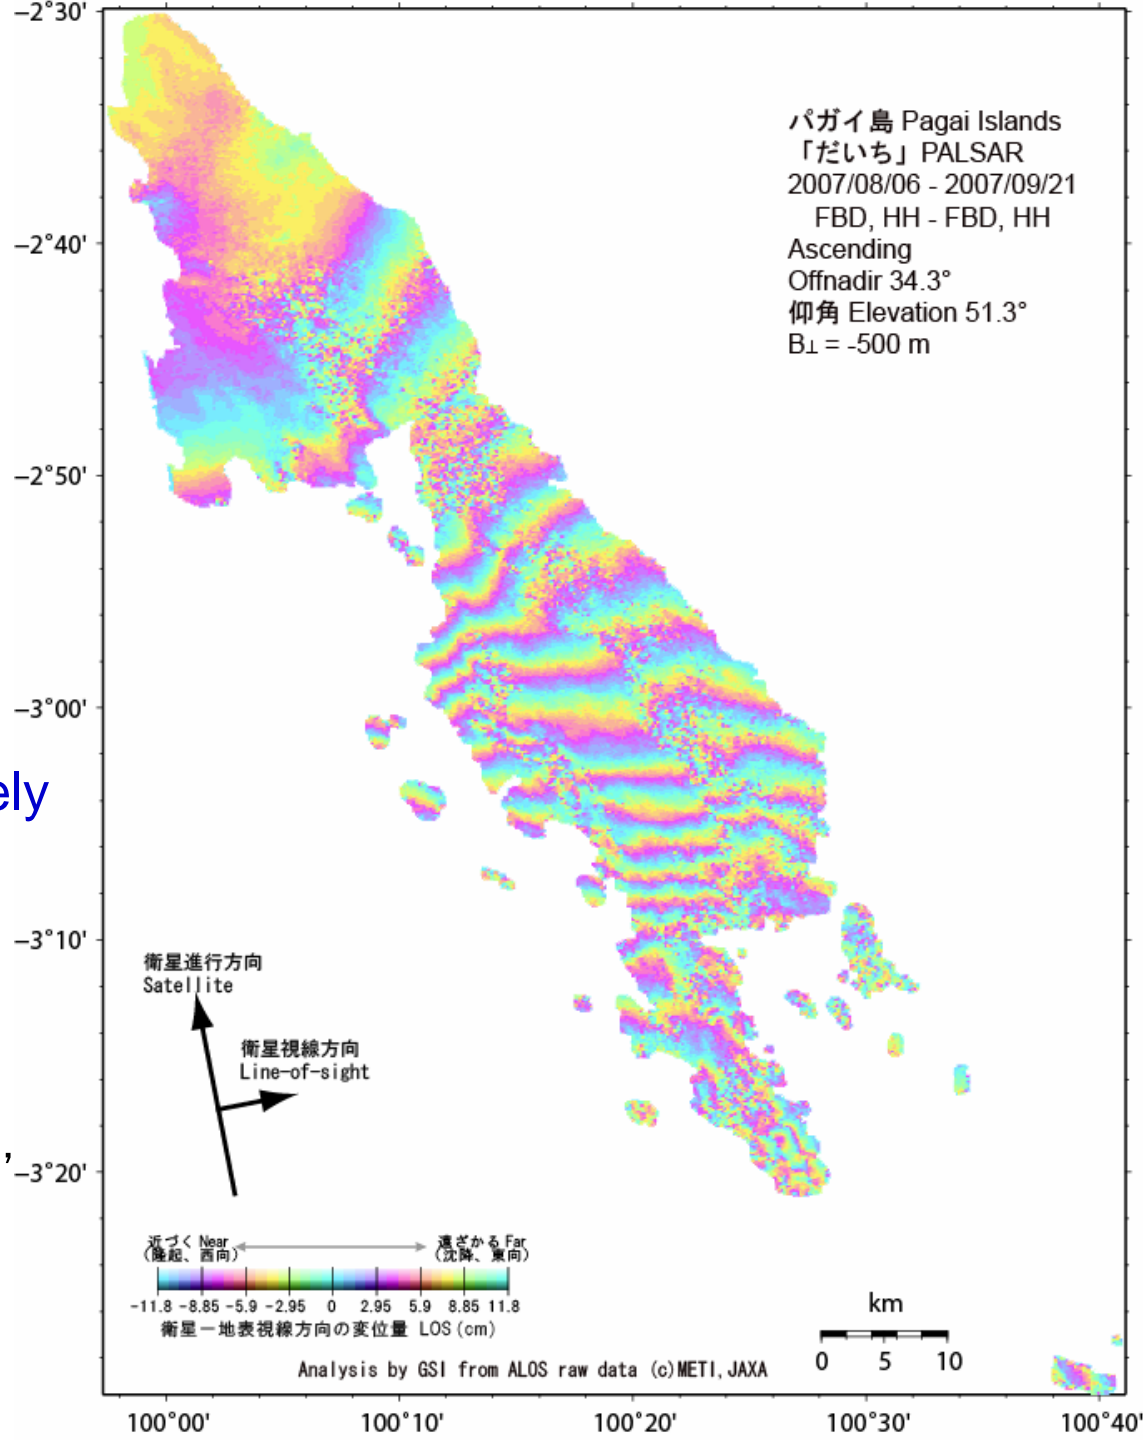 −2°30'
−2°40'
−2°50'
−3°00'
−3°10'
−3°20'
パガイ島 Pagai Islands
「だいち」PALSAR
2007/08/06 - 2007/09/21
FBD, HH - FBD, HH
Ascending
Offnadir 34.3°
仰角 Elevation 51.3°
B⊥ = -500 m
ely
,
衛星進行方向
Satellite
衛星視線方向
Line-of-sight
近づく Near
(隆起、西向)
遠ざかる Far
(沈降、東向)
-11.8 -8.85 -5.9 -2.95 0 2.95 5.9 8.85 11.8
衛星－地表視線方向の変位量 LOS(cm)
km
0 5 10
Analysis by GSI from ALOS raw data (c)METI,JAXA
100°00' 100°10' 100°20' 100°30' 100°40'